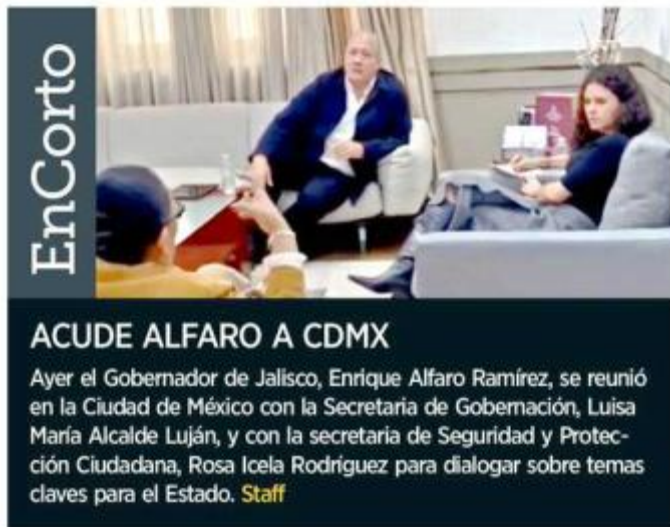 EnCorto
ACUDE ALFARO A CDMX
Ayer el Gobernador de Jalisco, Enrique Alfaro Ramírez, se reunió
en la Ciudad de México con la Secretaria de Gobernación, Luisa
María Alcalde Luján, y con la secretaria de Seguridad y Protec-
ción Ciudadana, Rosa Icela Rodríguez para dialogar sobre temas
claves para el Estado. Staff